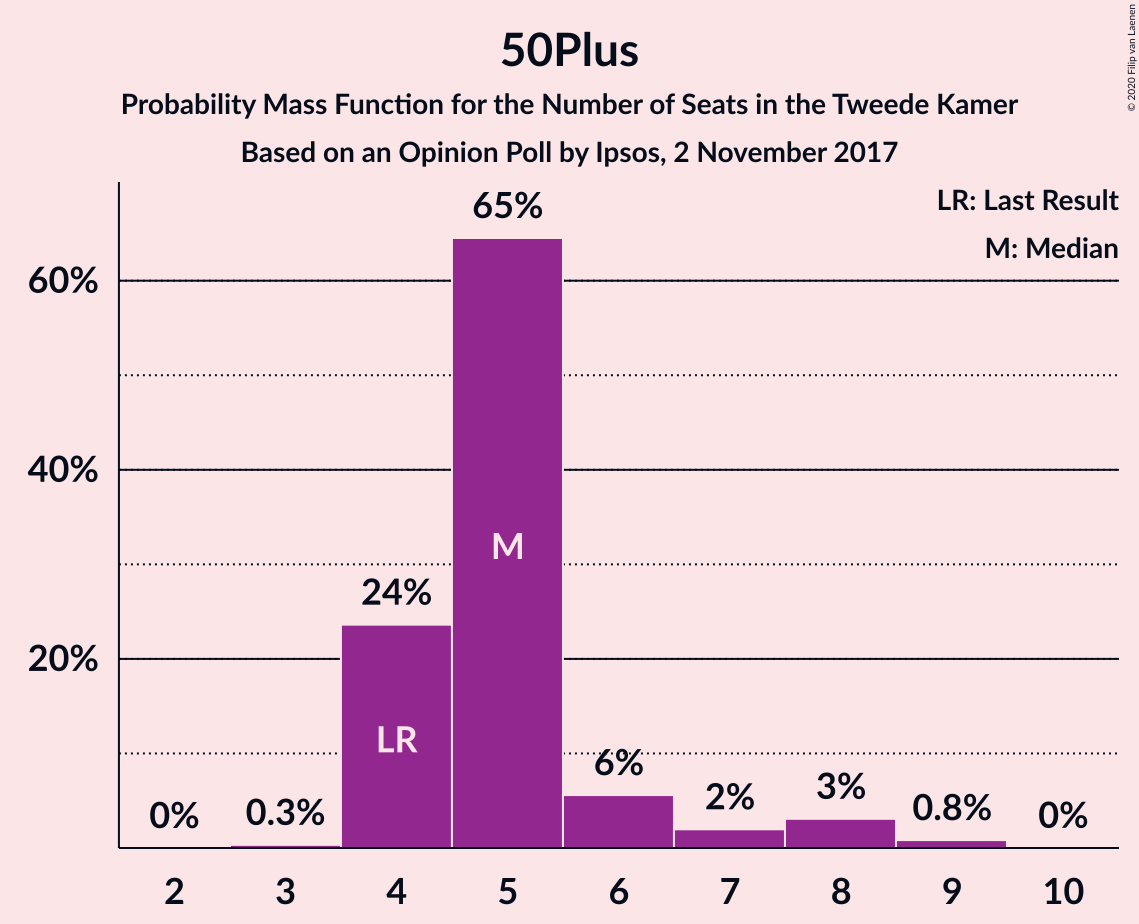 50Plus
Probability Mass Function for the Number of Seats in the Tweede Kamer
Based on an Opinion Poll by Ipsos, 2 November 2017
© 2020 Filip van Laenen
LR: Last Result
M: Median
65%
60%
40%
M
24%
20%
LR
6%
3%
2%
0.8%
0.3%
0%
0%
2 3 4 5 6 7 8 9 10